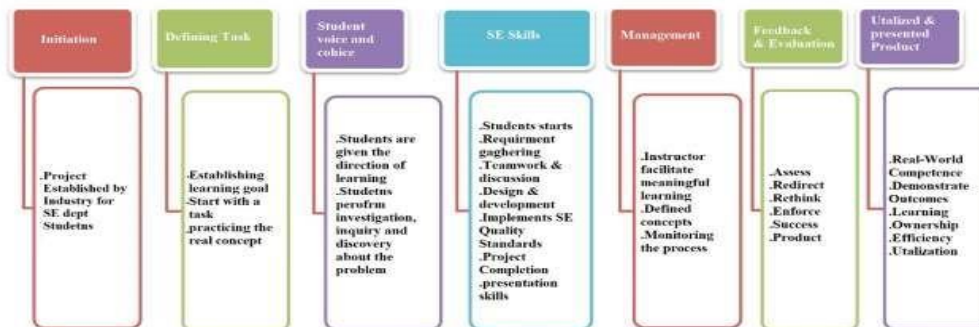 Initiation
Defining Task
Student
voice and
cohice
SE Skills
Management
Feedback
& Evaluation
Utalized &
presented
Product
.Project
Established by
Industry for
SE dept
Studetns
.Establishing
learning goal
.Start with a
task
.practicing the
real concept
.Students are
given the
direction of
learning
.Studetns
perofrm
investigation,
inquiry and
discovery
about the
problem
.Students starts
.Requirment
gaghering
.Teamwork &
discussion
.Design &
development
.Implements SE
Quality
Standards
.Project
Completion
.presentation
skills
.Instructor
facilitate
meaningful
learning
.Defined
concepts
.Monitoring
the process
.Assess
.Redirect
.Rethink
.Enforce
.Success
.Product
.Real-World
Competence
.Demonstrate
Outcomes
.Learning
.Ownership
.Efficiency
.Utalization